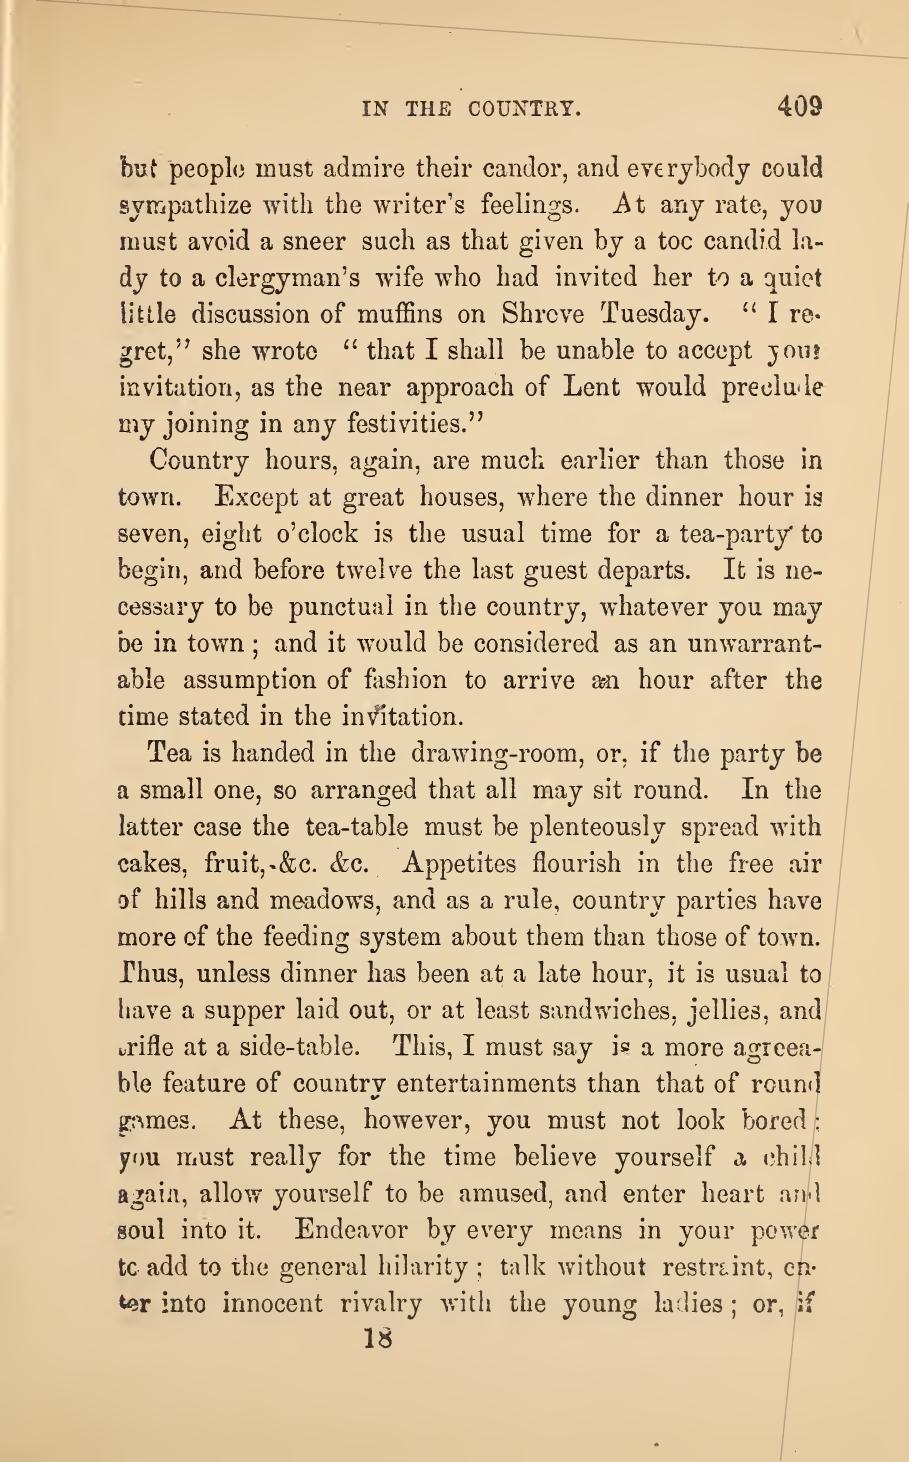 IN THE COUNTRY. 409
but people must admire their candor, and everybody could
sympathize with the writer's feelings. At any rate, you
must avoid a sneer such as that given by a too candid la-
dy to a clergyman's wife who had invited her to a quiet
little discussion of muffins on Shrove Tuesday. "I re-
gret," she wrote "that I shall be unable to accept your
invitation, as the near approach of Lent would preclude
my joining in any festivities."
Country hours, again, are much earlier than those in
town. Except at great houses, where the dinner hour is
seven, eight o'clock is the usual time for a tea-party to
begin, and before twelve the last guest departs. It is ne-
cessary to be punctual in the country, whatever you may
be in town; and it would be considered as an unwarrant-
able assumption of fashion to arrive an hour after the
time stated in the invitation.
Tea is handed in the drawing-room, or, if the party be
a small one, so arranged that all may sit round. In the
latter case the tea-table must be plenteously spread with
cakes, fruit, &c. &c. Appetites flourish in the free air
of hills and meadows, and as a rule, country parties have
more of the feeding system about them than those of town.
Thus, unless dinner has been at a late hour, it is usual to
have a supper laid out, or at least sandwiches, jellies, and
trifle at a side-table. This, I must say is a more agreea-
ble feature of country entertainments than that of round
games. At these, however, you must not look bored;
you must really for the time believe yourself a child
again, allow yourself to be amused, and enter heart and
soul into it. Endeavor by every means in your power
to add to the general hilarity; talk without restraint, en-
ter into innocent rivalry with the young ladies; or, if
18